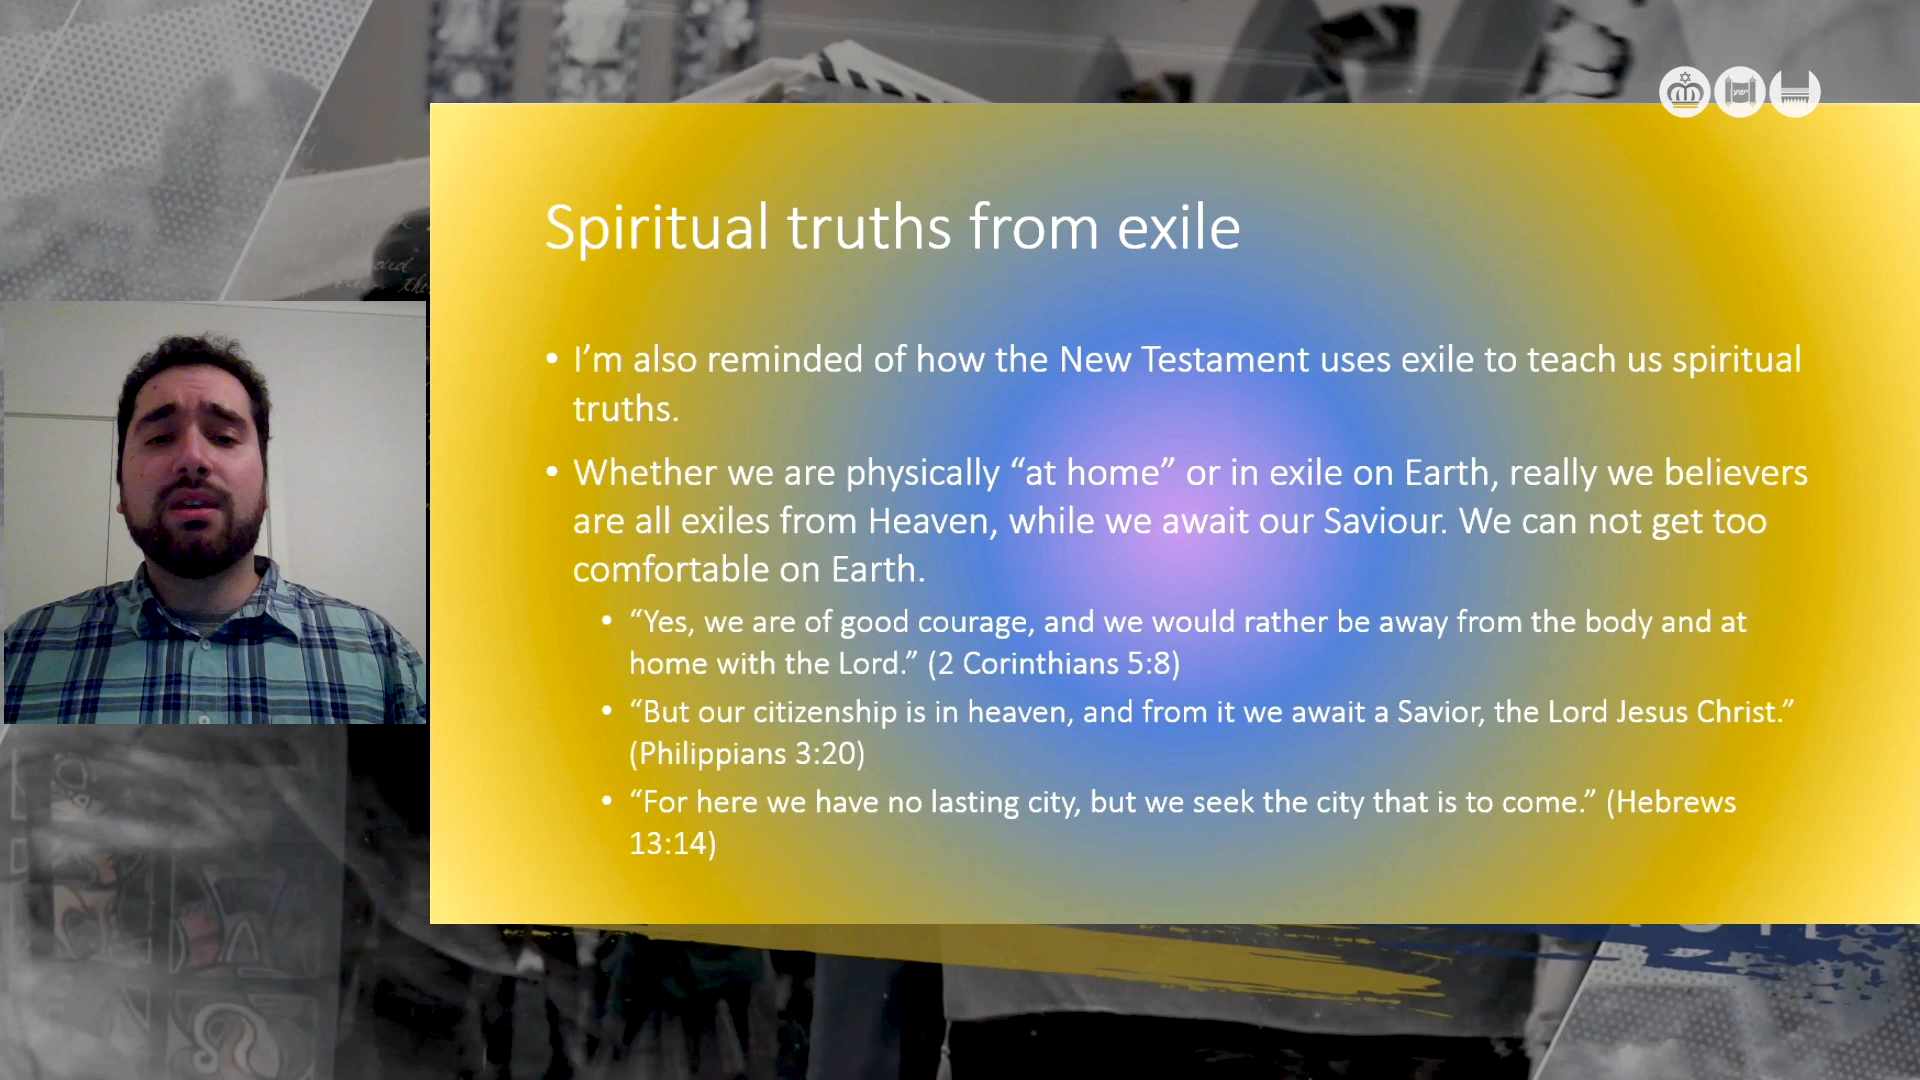 Spiritual truths from exile
• I’m also reminded of how the New Testament uses exile to teach us spiritual
truths.
• Whether we are physically “at home” or in exile on Earth, really we believers
are all exiles from Heaven, while we await our Saviour. We can not get too
comfortable on Earth.
• “Yes, we are of good courage, and we would rather be away from the body and at
home with the Lord.” (2 Corinthians 5:8)
• “But our citizenship is in heaven, and from it we await a Savior, the Lord Jesus Christ.”
(Philippians 3:20)
• “For here we have no lasting city, but we seek the city that is to come.” (Hebrews
13:14)